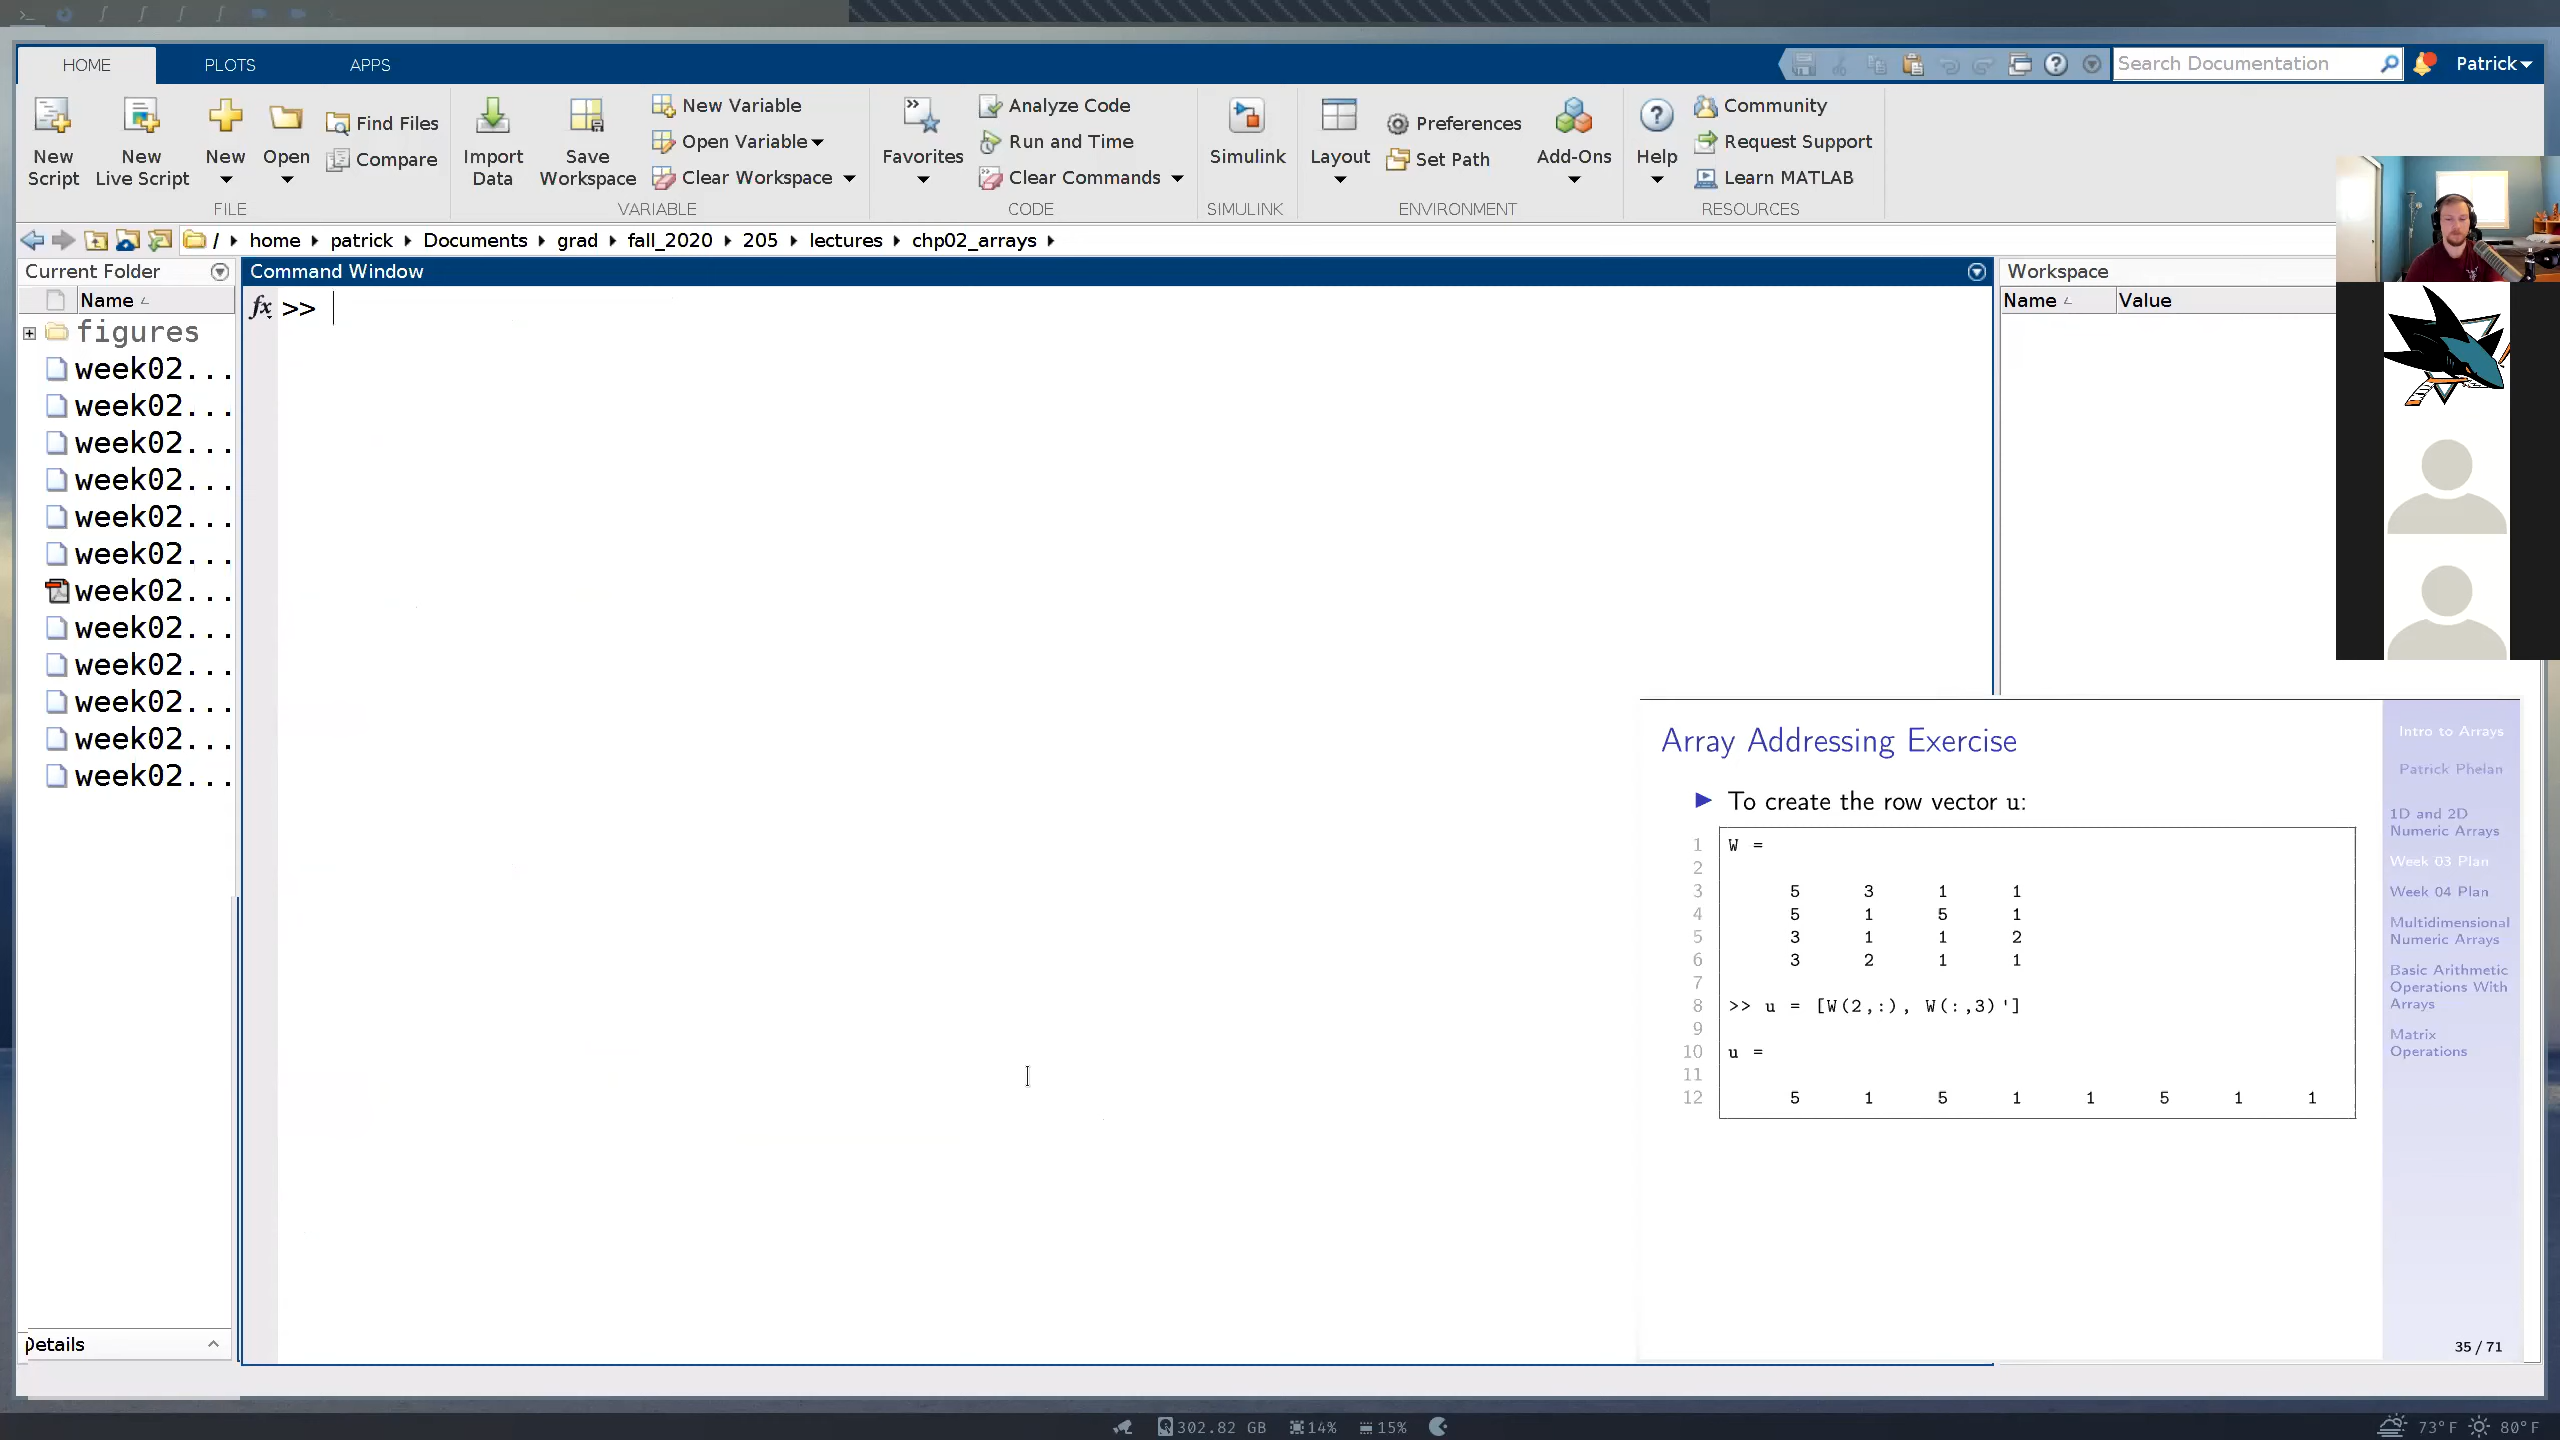 HOME PLOTS APPS
Search Documentation
Patrick
New Script
New Live Script
New
Open
Find Files
Compare
FILE
Import Data
Save Workspace
New Variable
Open Variable
Clear Workspace
VARIABLE
Favorites
Analyze Code
Run and Time
Clear Commands
CODE
Simulink
SIMULINK
Layout
Preferences
Set Path
Add-Ons
ENVIRONMENT
Help
Community
Request Support
Learn MATLAB
RESOURCES
/ home patrick Documents grad fall_2020 205 lectures chp02_arrays
Current Folder
Name
figures
week02...
week02...
week02...
week02...
week02...
week02...
week02...
week02...
week02...
week02...
week02...
week02...
Details
Command Window
fx >>
Workspace
Name Value
Array Addressing Exercise
To create the row vector u:
1 W =
2
3 5 3 1 1
4 5 1 5 1
5 3 1 1 2
6 3 2 1 1
7
8 >> u = [W(2,:), W(:,3)']
9
10 u =
11
12 5 1 5 1 1 5 1 1
Intro to Arrays
Patrick Phelan
1D and 2D
Numeric Arrays
Week 03 Plan
Week 04 Plan
Multidimensional
Numeric Arrays
Basic Arithmetic
Operations With
Arrays
Matrix
Operations
35 / 71
302.82 GB 14% 15%
73°F 80°F